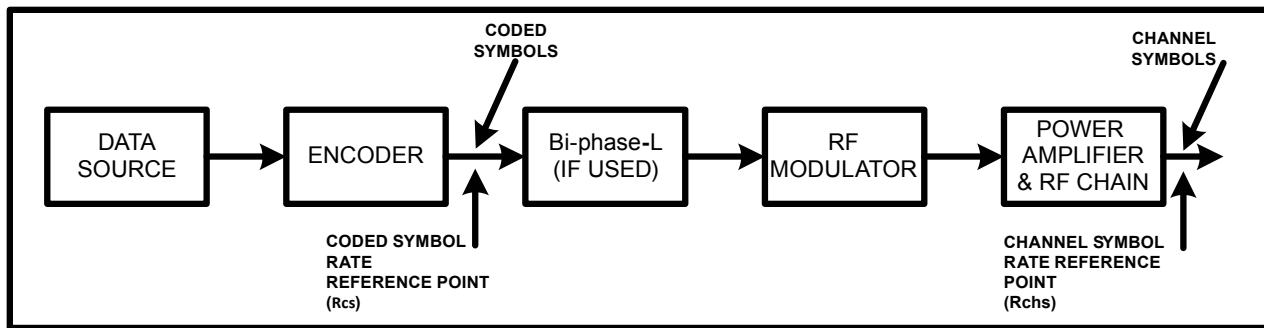 CODED
SYMBOLS
CHANNEL
SYMBOLS
DATA
SOURCE
ENCODER
Bi-phase-L
(IF USED)
RF
MODULATOR
POWER
AMPLIFIER
& RF CHAIN
CODED SYMBOL
RATE
REFERENCE POINT
(Rcs)
CHANNEL SYMBOL
RATE REFERENCE
POINT
(Rchs)